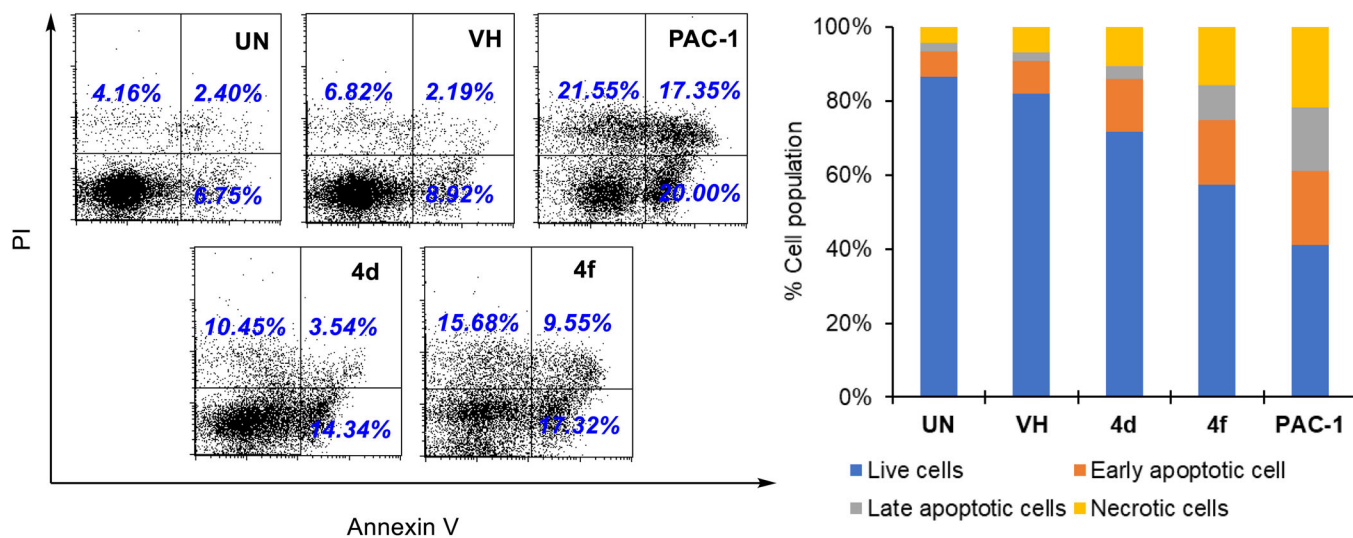 UN
4.16% 2.40%
6.75%
VH
6.82% 2.19%
8.92%
PAC-1
21.55% 17.35%
20.00%
4d
10.45% 3.54%
14.34%
4f
15.68% 9.55%
17.32%
PI
Annexin V
% Cell population
100%
80%
60%
40%
20%
0%
UN VH 4d 4f PAC-1
Live cells Early apoptotic cell
Late apoptotic cells Necrotic cells